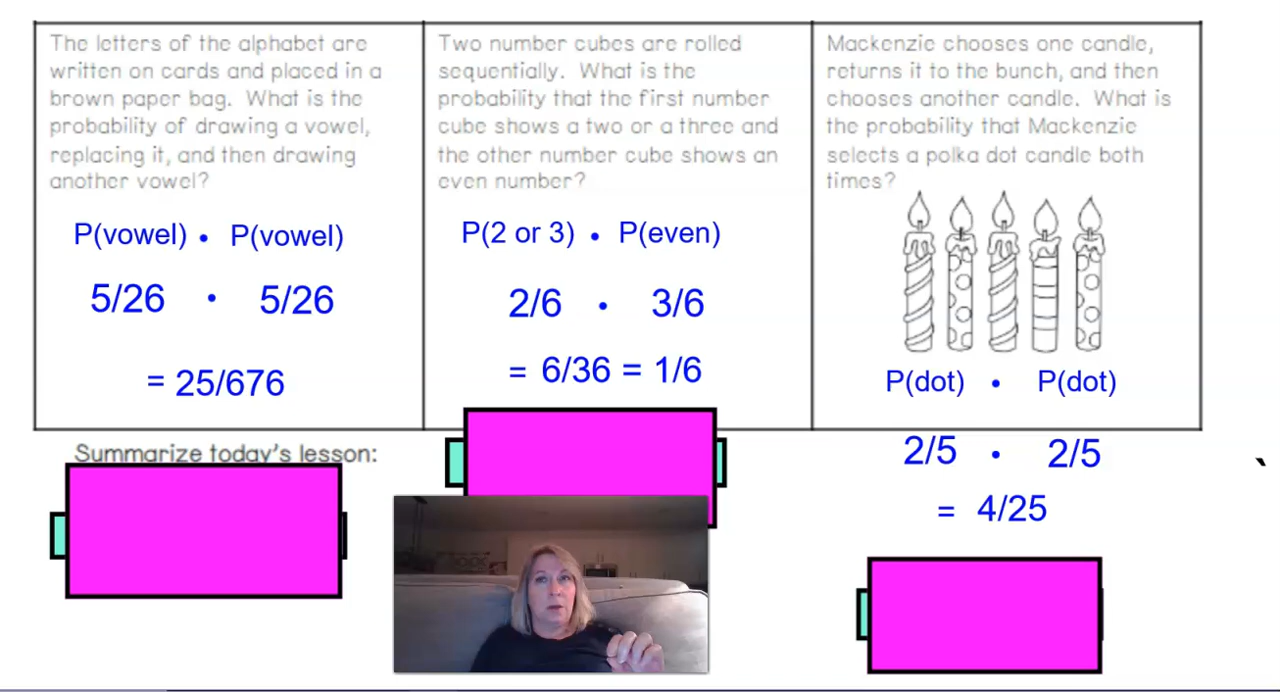 The letters of the alphabet are
written on cards and placed in a
brown paper bag. What is the
probability of drawing a vowel,
replacing it, and then drawing
another vowel?
P(vowel) • P(vowel)
5/26 • 5/26
= 25/676
Two number cubes are rolled
sequentially. What is the
probability that the first number
cube shows a two or a three and
the other number cube shows an
even number?
P(2 or 3) • P(even)
2/6 • 3/6
= 6/36 = 1/6
Mackenzie chooses one candle,
returns it to the bunch, and then
chooses another candle. What is
the probability that Mackenzie
selects a polka dot candle both
times?
P(dot) • P(dot)
2/5 • 2/5
= 4/25
Summarize today's lesson: